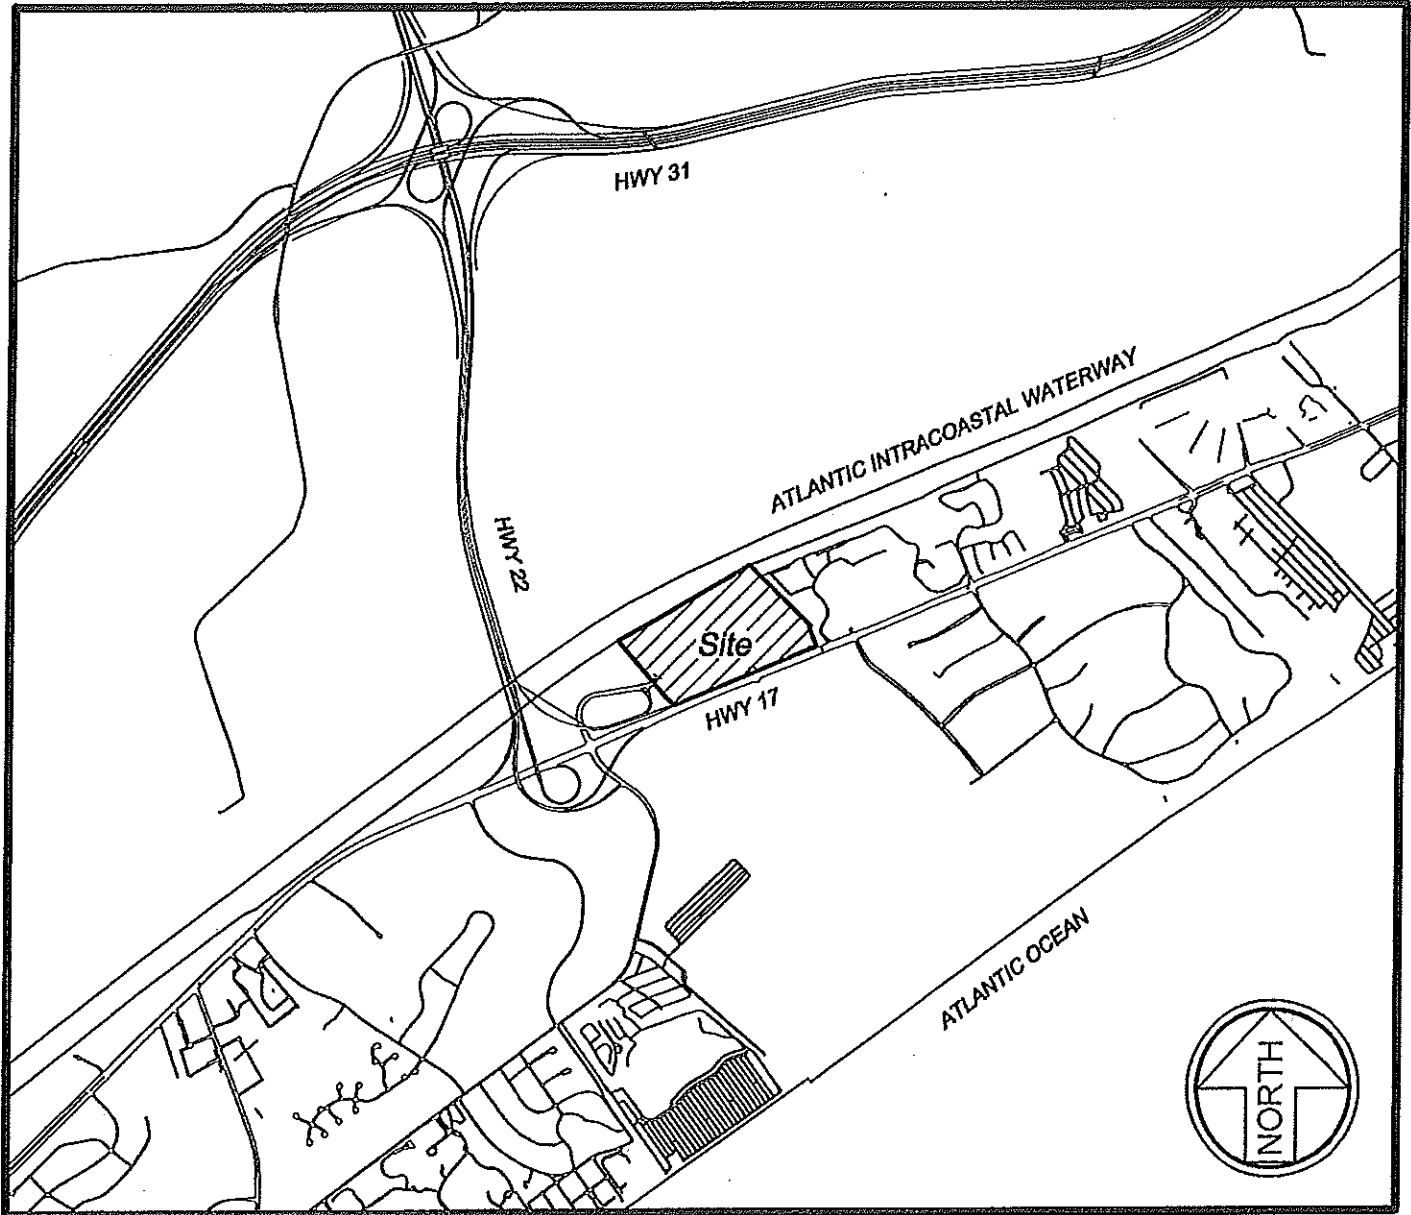 HWY 31
ATLANTIC INTRACOASTAL WATERWAY
HWY 22
Site
HWY 17
ATLANTIC OCEAN
NORTH